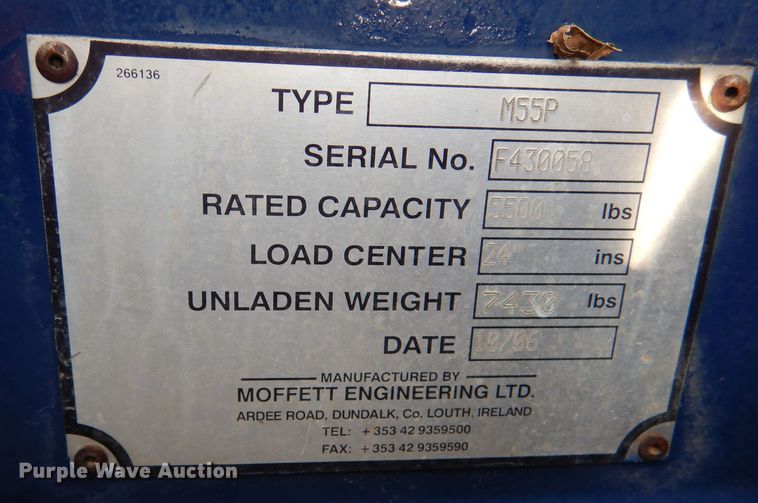 266136
TYPE M55P
SERIAL No. F430058
RATED CAPACITY 5500 lbs
LOAD CENTER 24" ins
UNLADEN WEIGHT 7430 lbs
DATE 10/06
MANUFACTURED BY
MOFFETT ENGINEERING LTD.
ARDEE ROAD, DUNDALK, Co. LOUTH, IRELAND
TEL: + 353 42 9359500
FAX: + 353 42 9359590
Purple Wave Auction